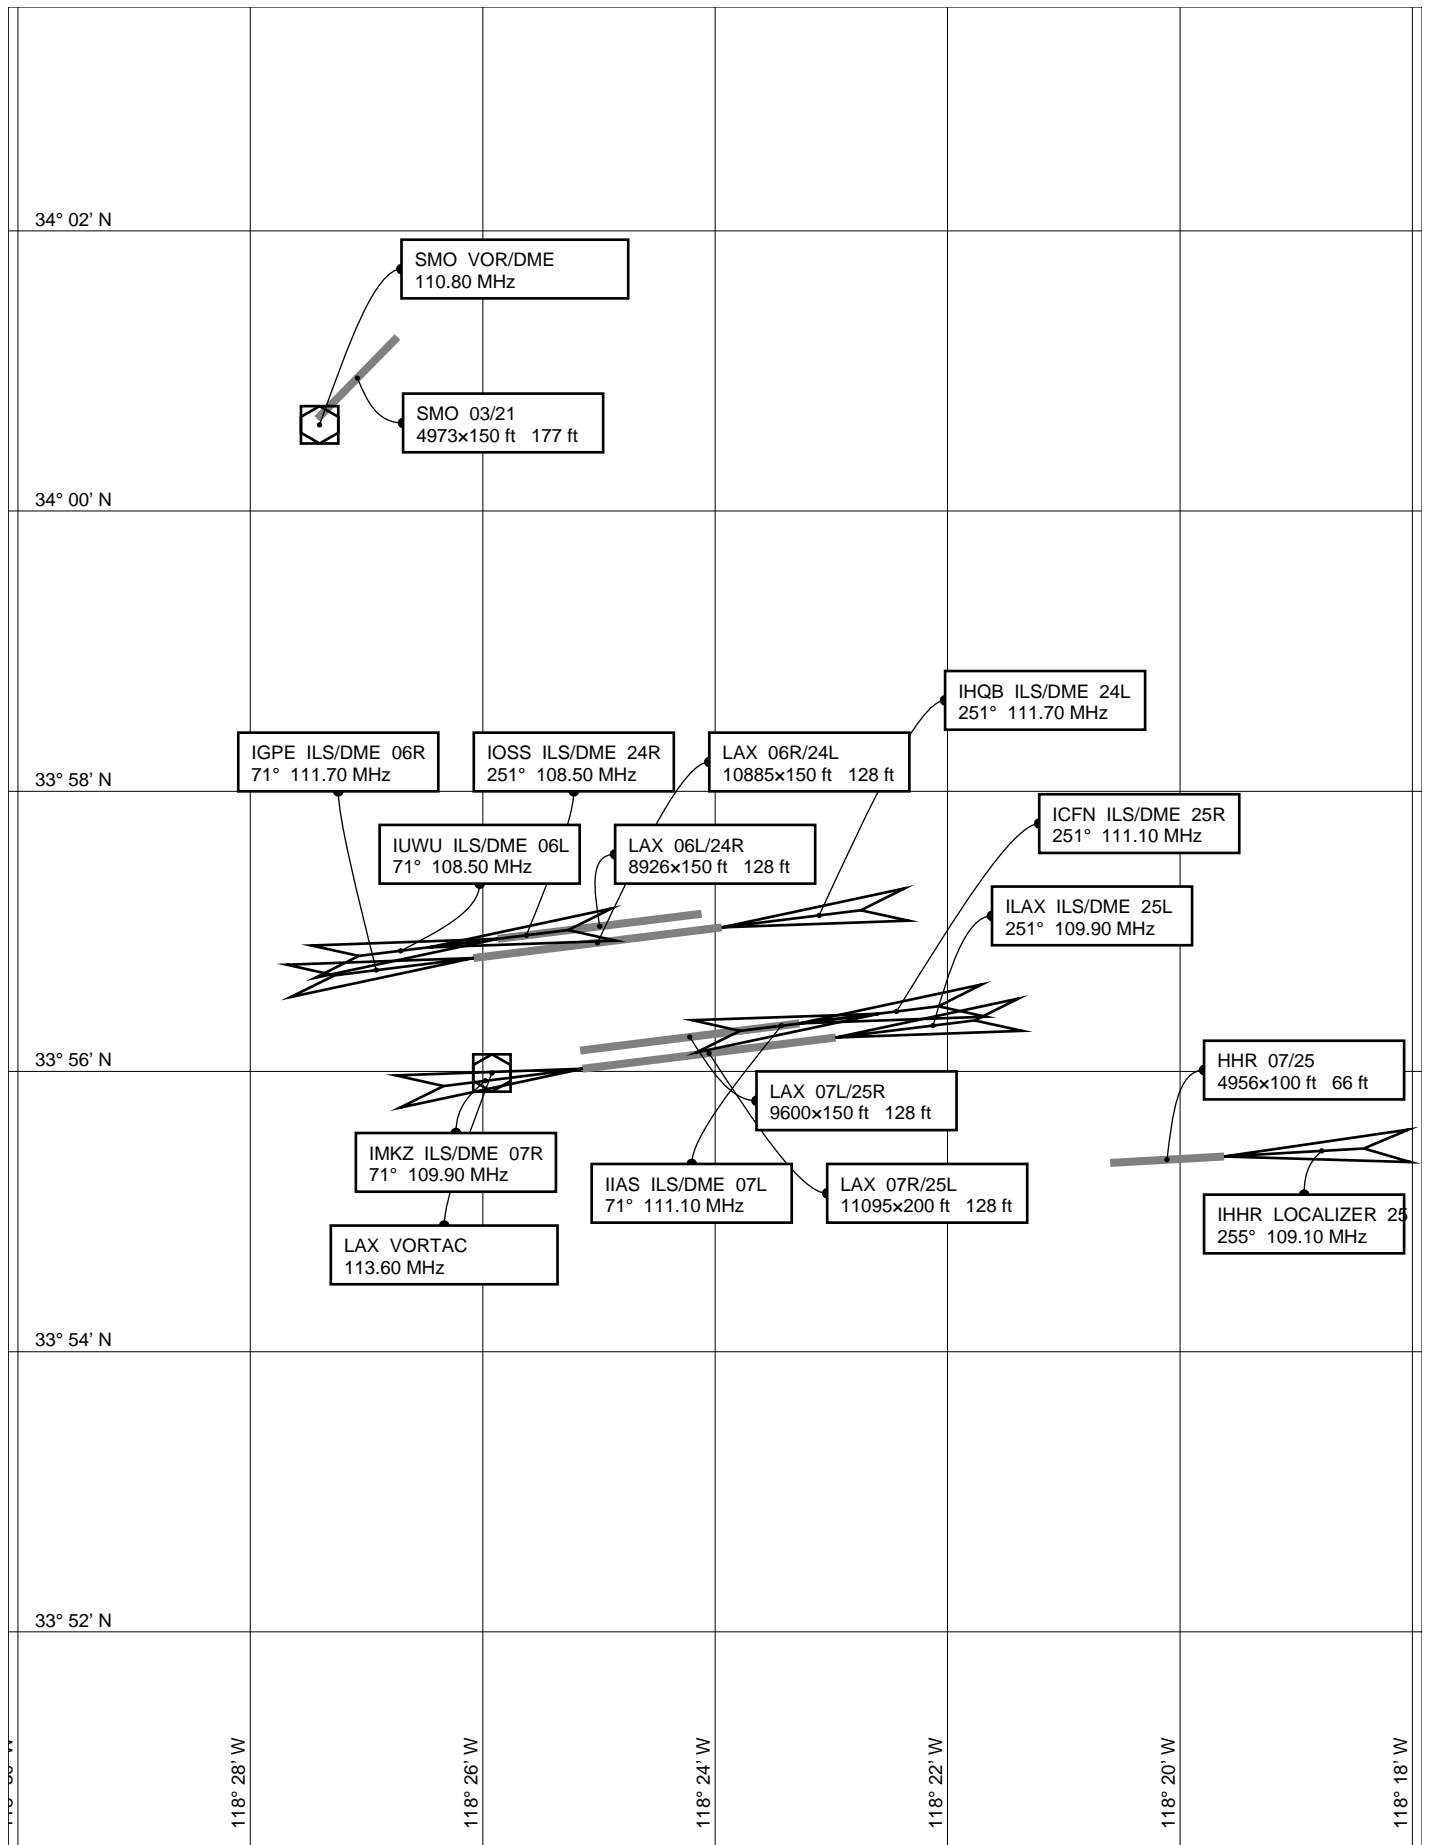 34° 02' N
SMO VOR/DME
110.80 MHz
SMO 03/21
4973×150 ft 177 ft
34° 00' N
IHQB ILS/DME 24L
251° 111.70 MHz
IGPE ILS/DME 06R
71° 111.70 MHz
IOSS ILS/DME 24R
251° 108.50 MHz
LAX 06R/24L
10885×150 ft 128 ft
33° 58' N
ICFN ILS/DME 25R
251° 111.10 MHz
IUWU ILS/DME 06L
71° 108.50 MHz
LAX 06L/24R
8926×150 ft 128 ft
ILAX ILS/DME 25L
251° 109.90 MHz
33° 56' N
HHR 07/25
4956×100 ft 66 ft
LAX 07L/25R
9600×150 ft 128 ft
IMKZ ILS/DME 07R
71° 109.90 MHz
IIAS ILS/DME 07L
71° 111.10 MHz
LAX 07R/25L
11095×200 ft 128 ft
IHHR LOCALIZER 25
255° 109.10 MHz
LAX VORTAC
113.60 MHz
33° 54' N
33° 52' N
118° 28' W
118° 26' W
118° 24' W
118° 22' W
118° 20' W
118° 18' W